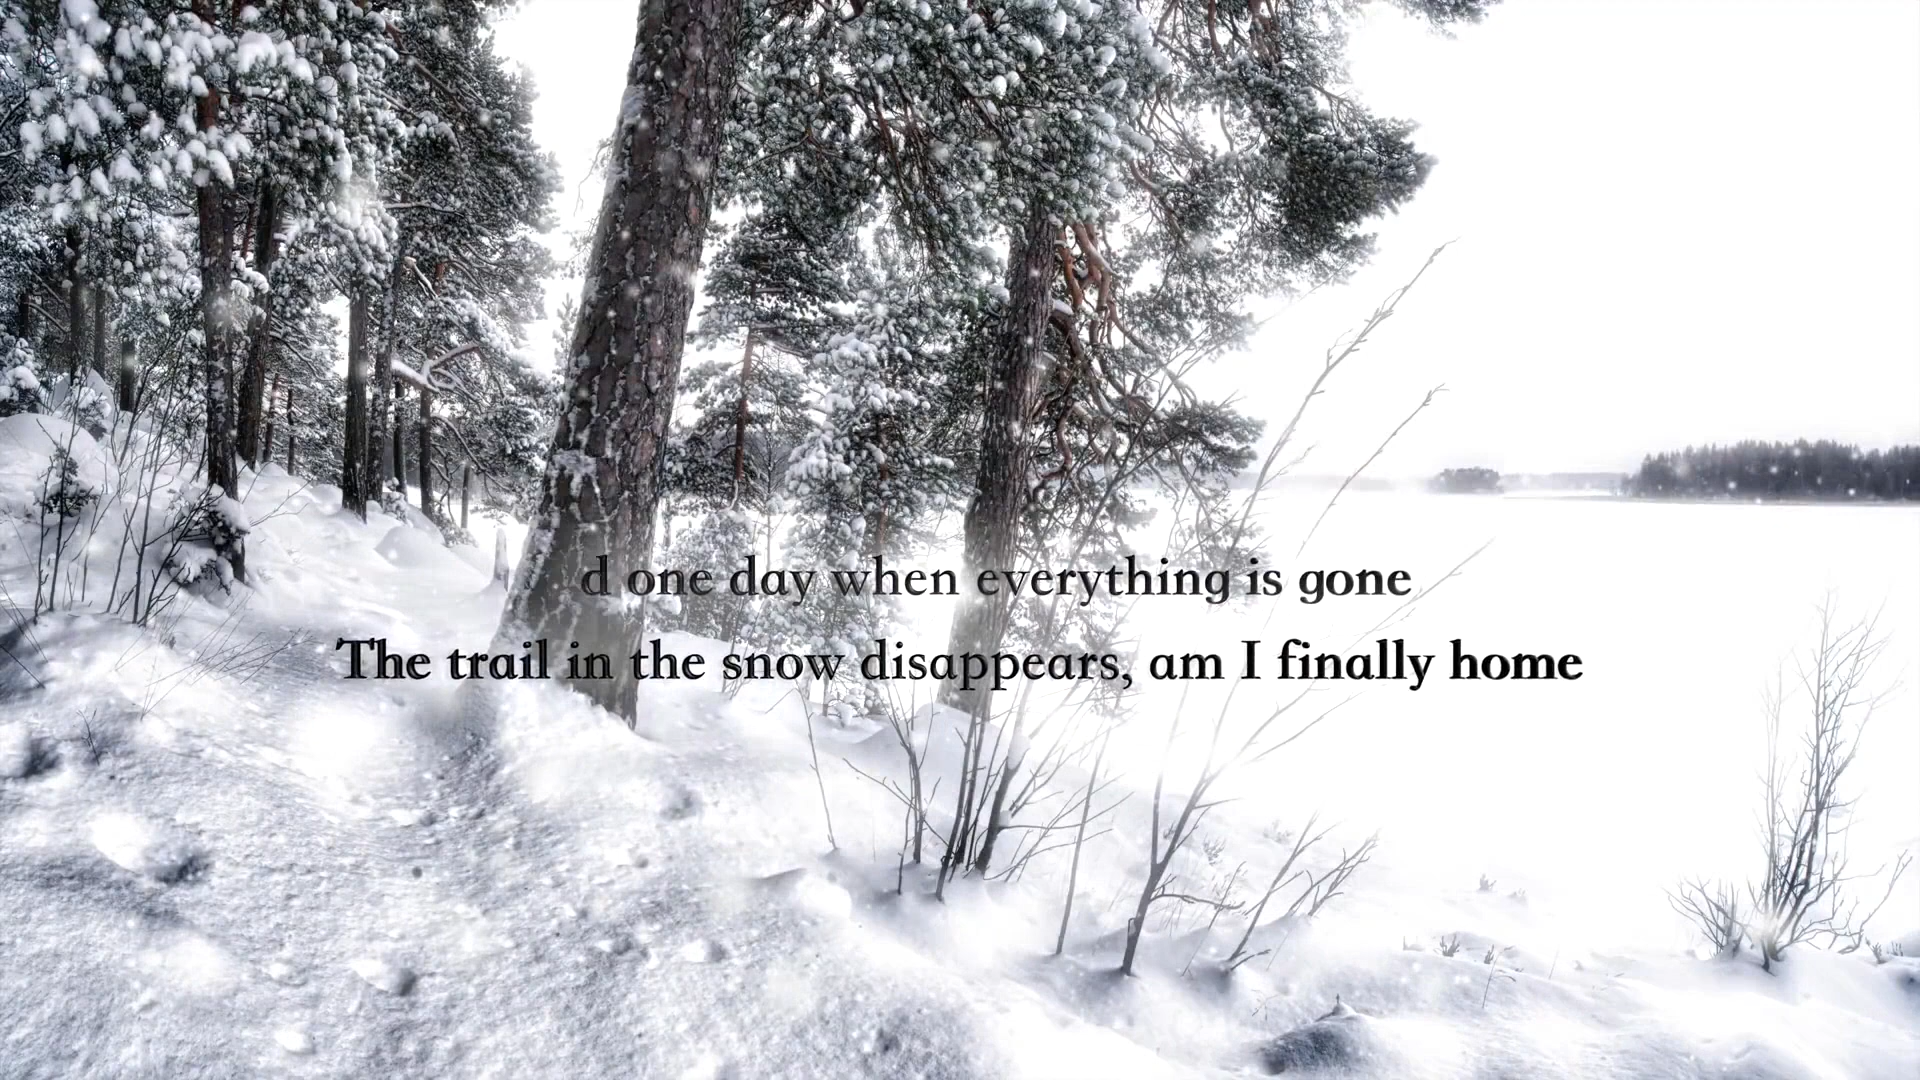 d one day when everything is gone
The trail in the snow disappears, am I finally home